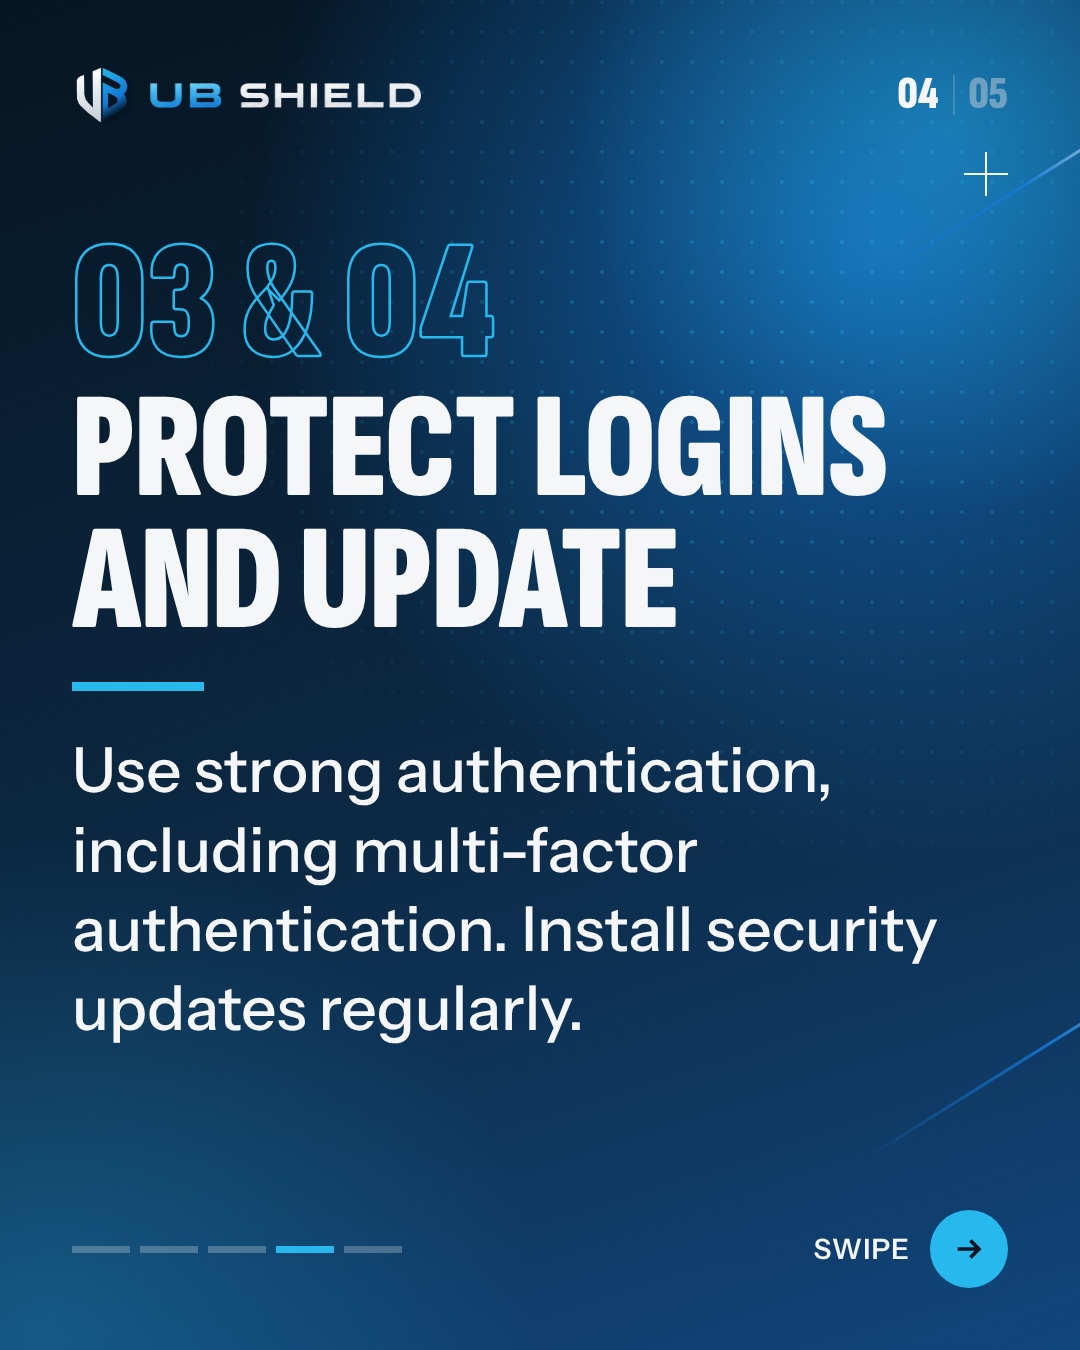 UB SHIELD
04 | 05
03 & 04
PROTECT LOGINS
AND UPDATE
Use strong authentication,
including multi-factor
authentication. Install security
updates regularly.
SWIPE